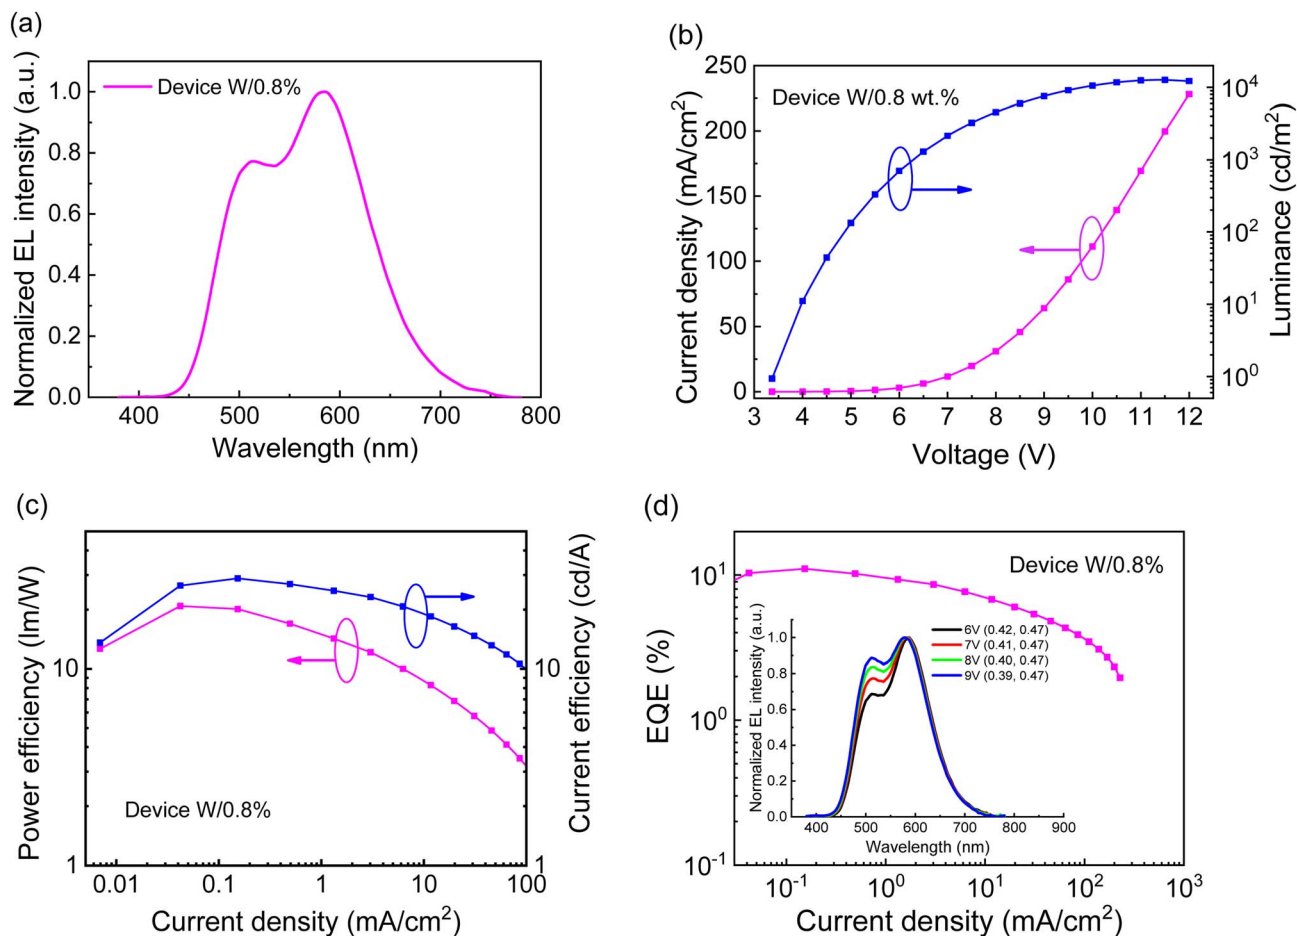 (a)
Normalized EL intensity (a.u.)
Device W/0.8%
1.0
0.8
0.6
0.4
0.2
0.0
400 500 600 700 800
Wavelength (nm)
(b)
Current density (mA/cm²)
Device W/0.8 wt.%
250
200
150
100
50
0
10⁴
10³
10²
10¹
10⁰
Luminance (cd/m²)
3 4 5 6 7 8 9 10 11 12
Voltage (V)
(c)
Power efficiency (lm/W)
10
1
Device W/0.8%
10
1
Current efficiency (cd/A)
0.01 0.1 1 10 100
Current density (mA/cm²)
(d)
EQE (%)
10¹
10⁰
10⁻¹
Device W/0.8%
Normalized EL intensity (a.u.)
1.0
0.8
0.6
0.4
0.2
0.0
6V (0.42, 0.47)
7V (0.41, 0.47)
8V (0.40, 0.47)
9V (0.39, 0.47)
400 500 600 700 800 900
Wavelength (nm)
10⁻¹ 10⁰ 10¹ 10² 10³
Current density (mA/cm²)